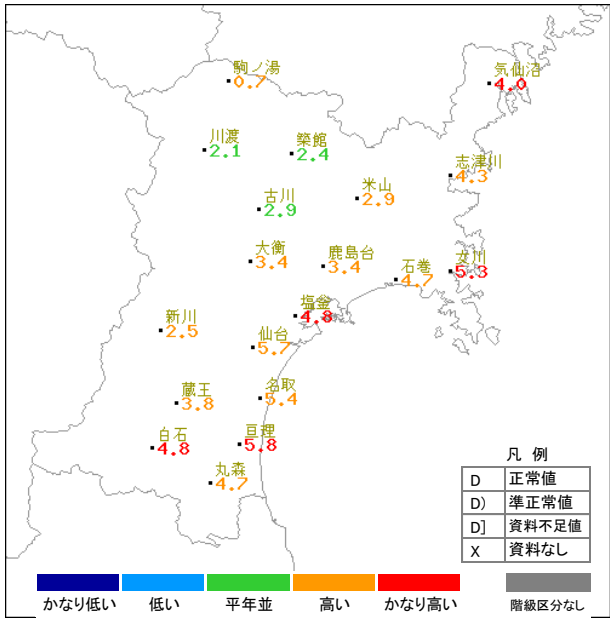 駒ノ湯
0.7
気仙沼
4.0
川渡
2.1
築館
2.4
志津川
4.3
米山
2.9
古川
2.9
大衡
3.4
鹿島台
3.4
石巻
4.7
女川
5.3
塩釜
4.8
新川
2.5
仙台
5.7
蔵王
3.8
名取
5.4
白石
4.8
亘理
5.8
丸森
4.7
凡 例
D 正常値
D) 準正常値
D] 資料不足値
X 資料なし
かなり低い 低い 平年並 高い かなり高い 階級区分なし